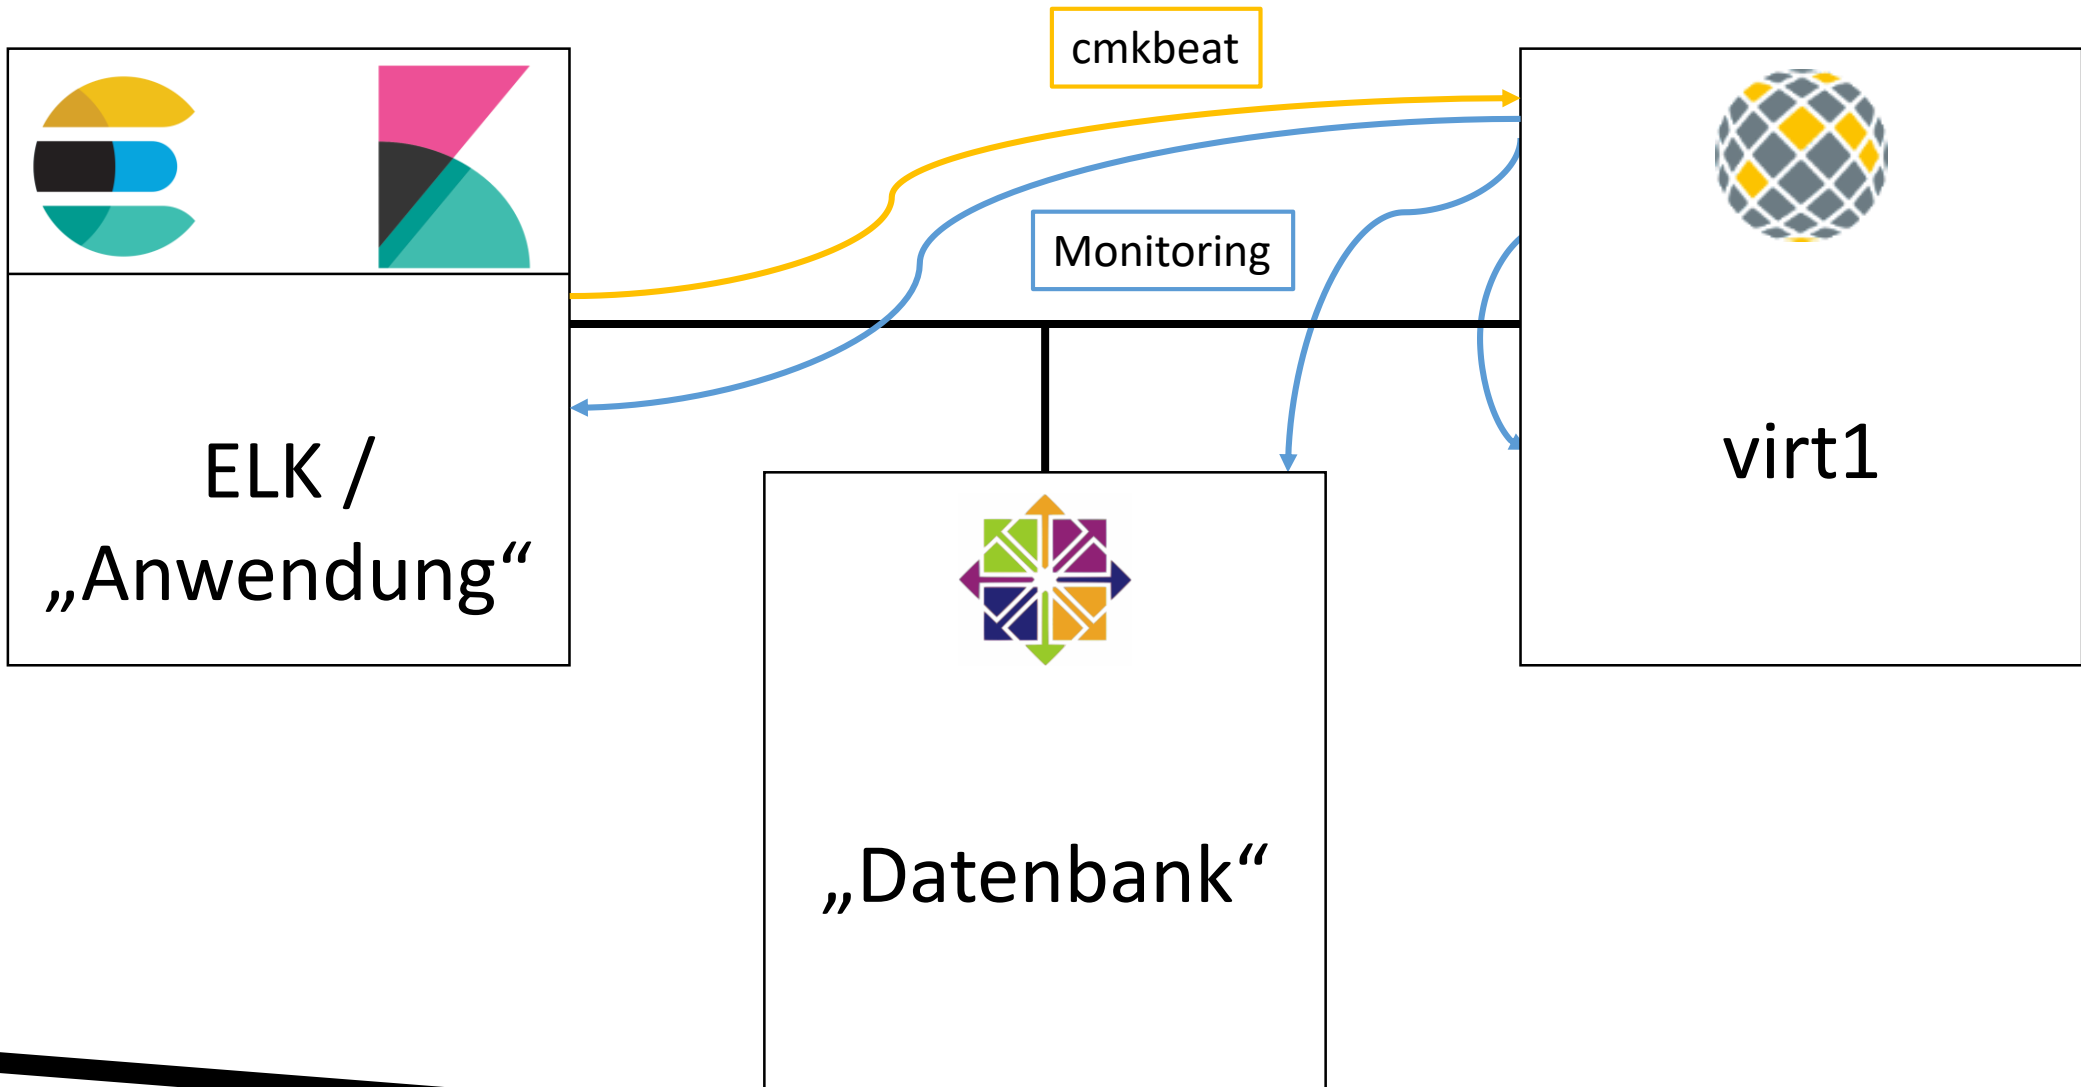 cmkbeat
Monitoring
ELK /
„Anwendung“
virt1
„Datenbank“